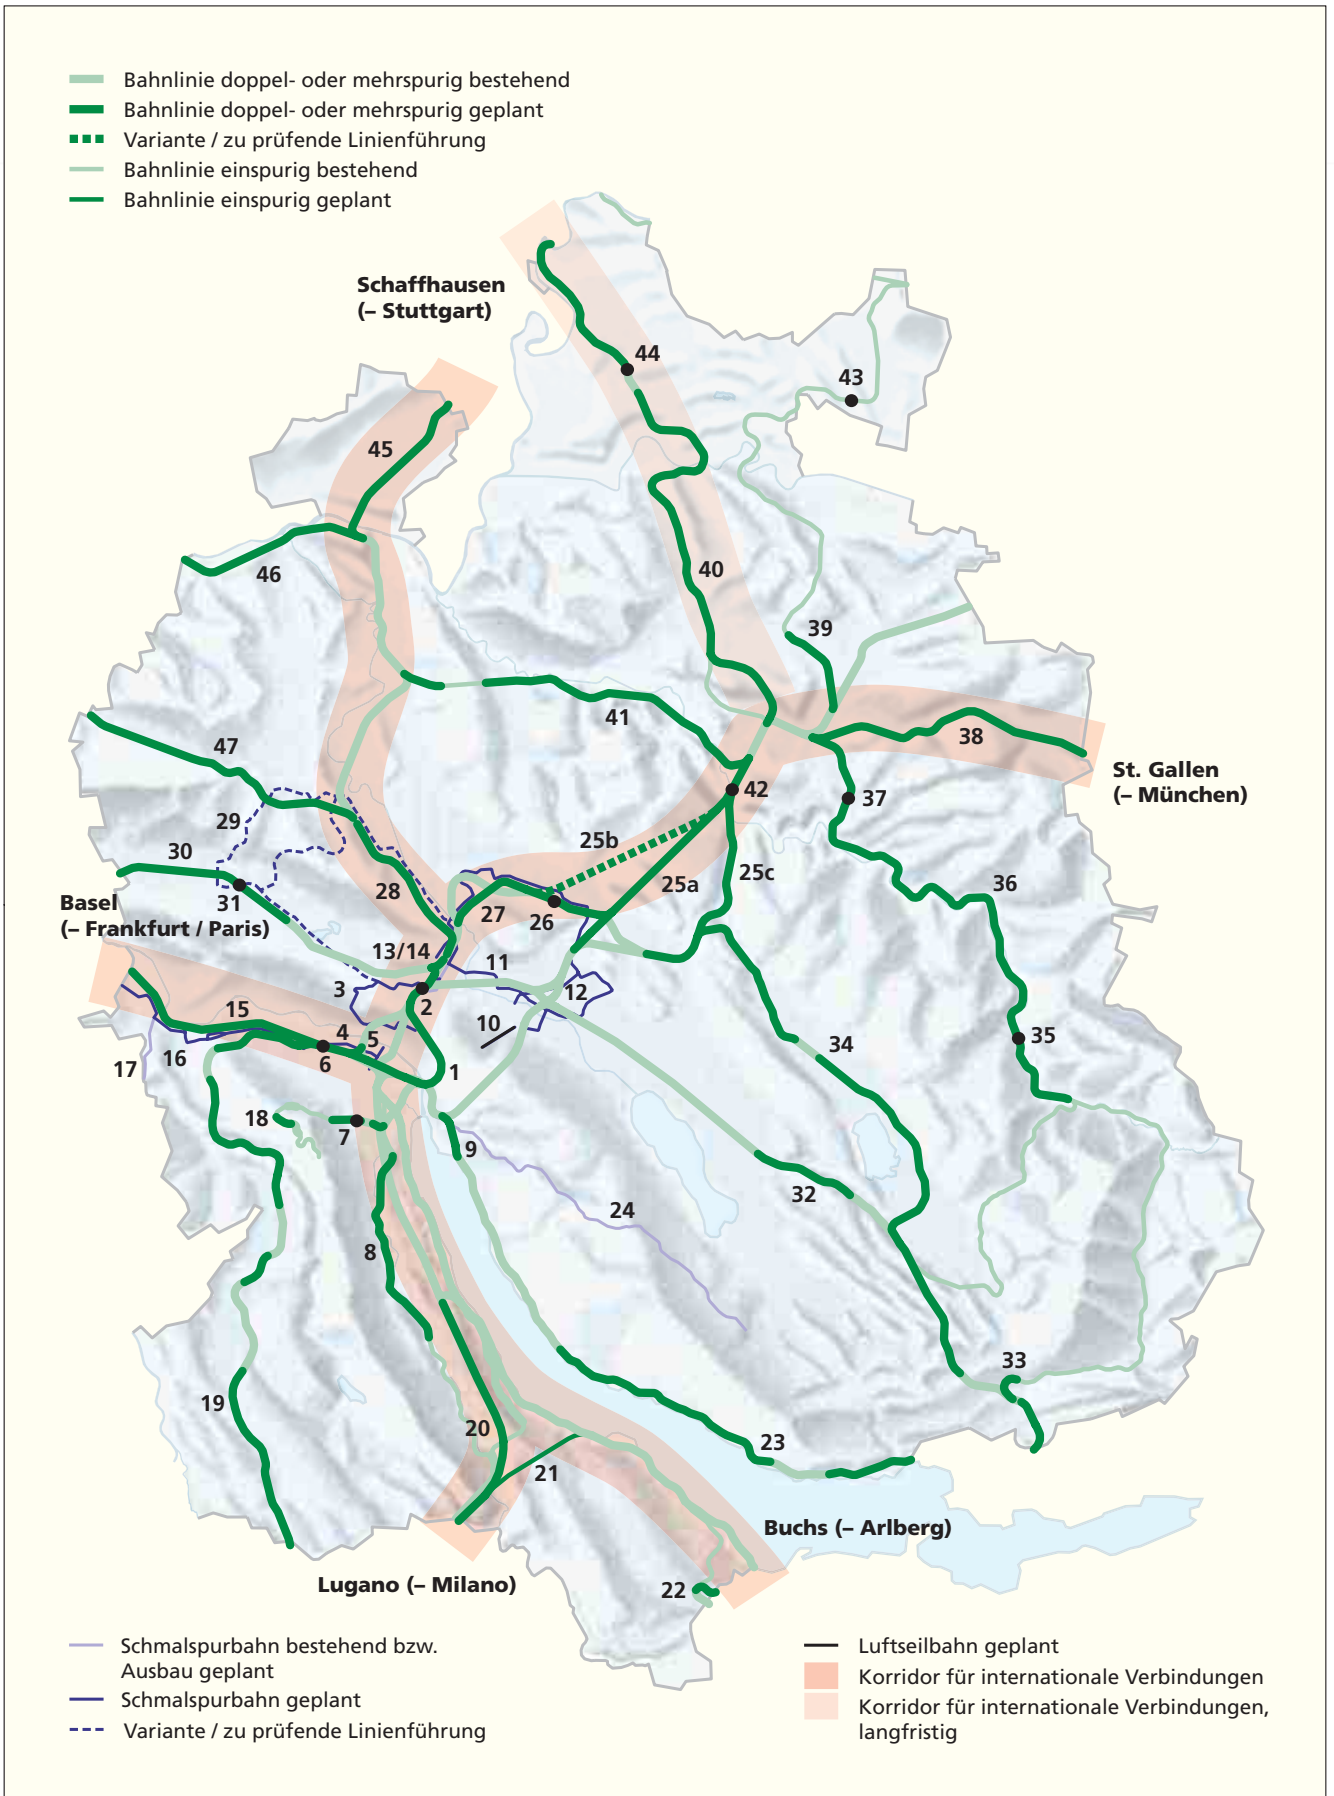 Bahnlinie doppel- oder mehrspurig bestehend
Bahnlinie doppel- oder mehrspurig geplant
Variante / zu prüfende Linienführung
Bahnlinie einspurig bestehend
Bahnlinie einspurig geplant
Schaffhausen
(– Stuttgart)
44
43
45
46
40
39
41
47
38
St. Gallen
(– München)
42
37
29
25b
30
25c
25a
36
28
31
Basel
(– Frankfurt / Paris)
27
26
13/14
11
3
12
2
15
10
4
5
35
34
16
6
17
1
18
7
9
32
24
8
33
19
20
23
21
Buchs (– Arlberg)
Lugano (– Milano)
22
Schmalspurbahn bestehend bzw.
Ausbau geplant
Schmalspurbahn geplant
Variante / zu prüfende Linienführung
Luftseilbahn geplant
Korridor für internationale Verbindungen
Korridor für internationale Verbindungen,
langfristig